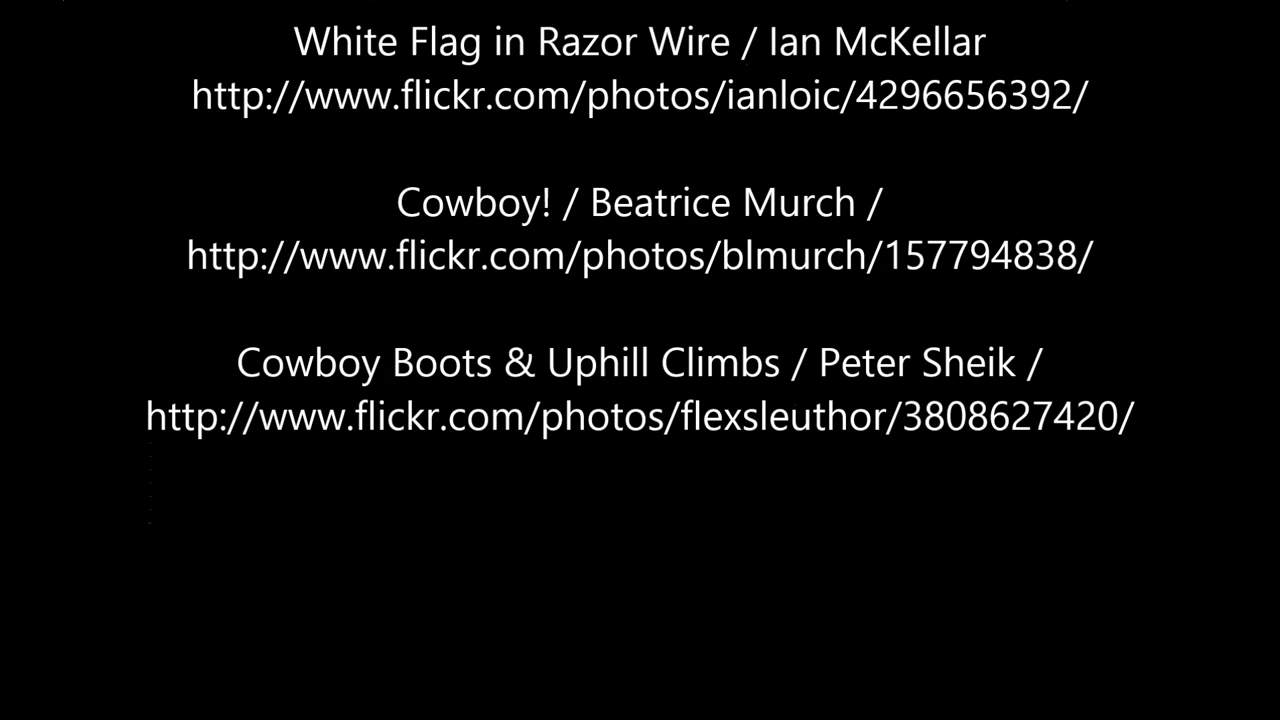 White Flag in Razor Wire / Ian McKellar
http://www.flickr.com/photos/ianloic/4296656392/
Cowboy! / Beatrice Murch /
http://www.flickr.com/photos/blmurch/157794838/
Cowboy Boots & Uphill Climbs / Peter Sheik /
http://www.flickr.com/photos/flexsleuthor/3808627420/